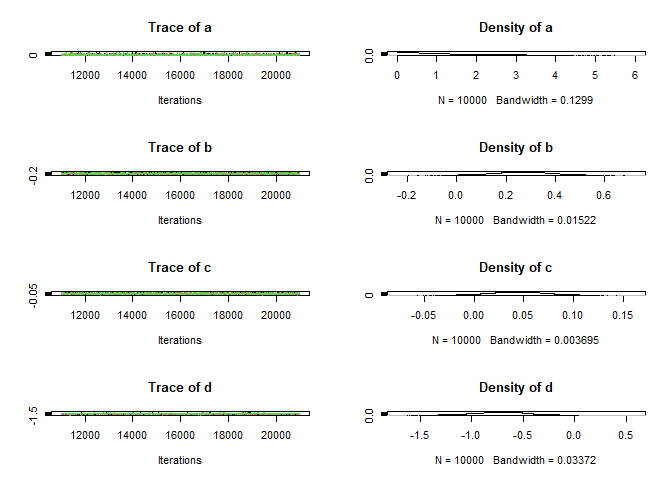 Trace of a
0
12000 14000 16000 18000 20000
Iterations
Density of a
0.0
0 1 2 3 4 5 6
N = 10000 Bandwidth = 0.1299
Trace of b
-0.2
12000 14000 16000 18000 20000
Iterations
Density of b
0.0
-0.2 0.0 0.2 0.4 0.6
N = 10000 Bandwidth = 0.01522
Trace of c
-0.05
12000 14000 16000 18000 20000
Iterations
Density of c
0
-0.05 0.00 0.05 0.10 0.15
N = 10000 Bandwidth = 0.003695
Trace of d
-1.5
12000 14000 16000 18000 20000
Iterations
Density of d
0.0
-1.5 -1.0 -0.5 0.0 0.5
N = 10000 Bandwidth = 0.03372